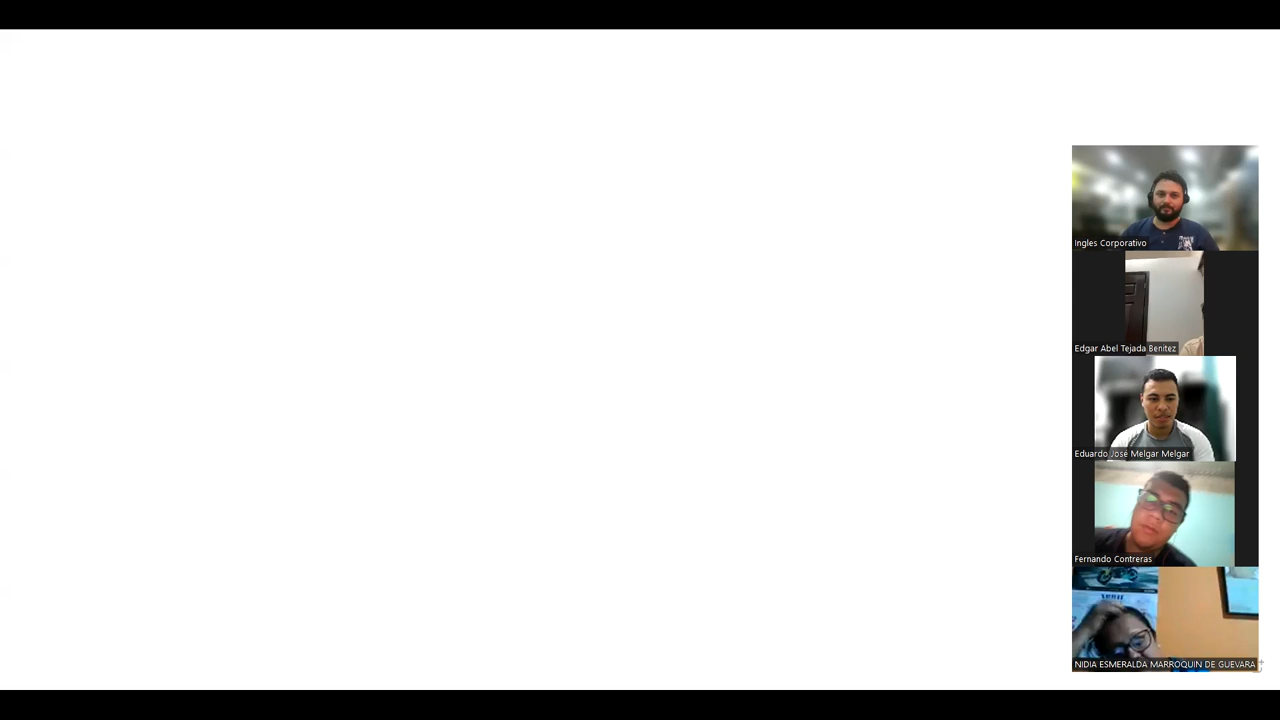 Ingles Corporativo
Edgar Abel Tejada Benitez
Eduardo José Melgar Melgar
Fernando Contreras
NIDIA ESMERALDA MARROQUIN DE GUEVARA